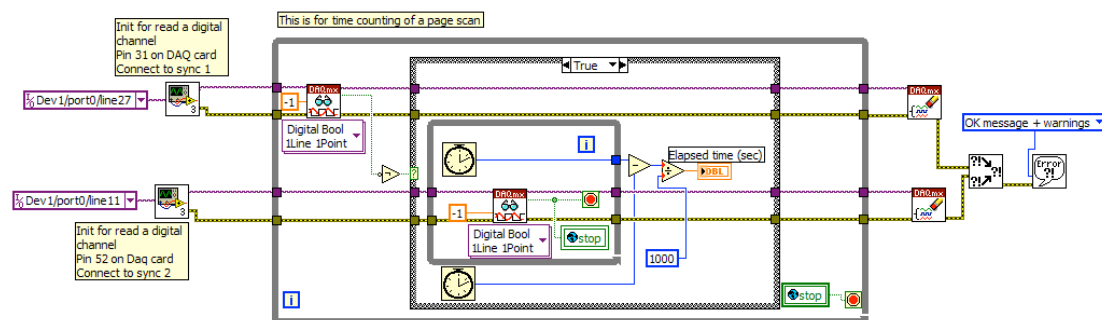 This is for time counting of a page scan
Init for read a digital
channel
Pin 31 on DAQ card
Connect to sync 1
True
Dev1/port0/line27
3
-1
DAQmx
DAQmx
Digital Bool
1Line 1Point
OK message + warnings
i
Elapsed time (sec)
DBL
?
?!
?!
?!
Error
?!
Dev1/port0/line11
3
-1
DAQmx
DAQmx
Digital Bool
1Line 1Point
stop
Init for read a digital
channel
Pin 52 on Daq card
Connect to sync 2
1000
i
stop